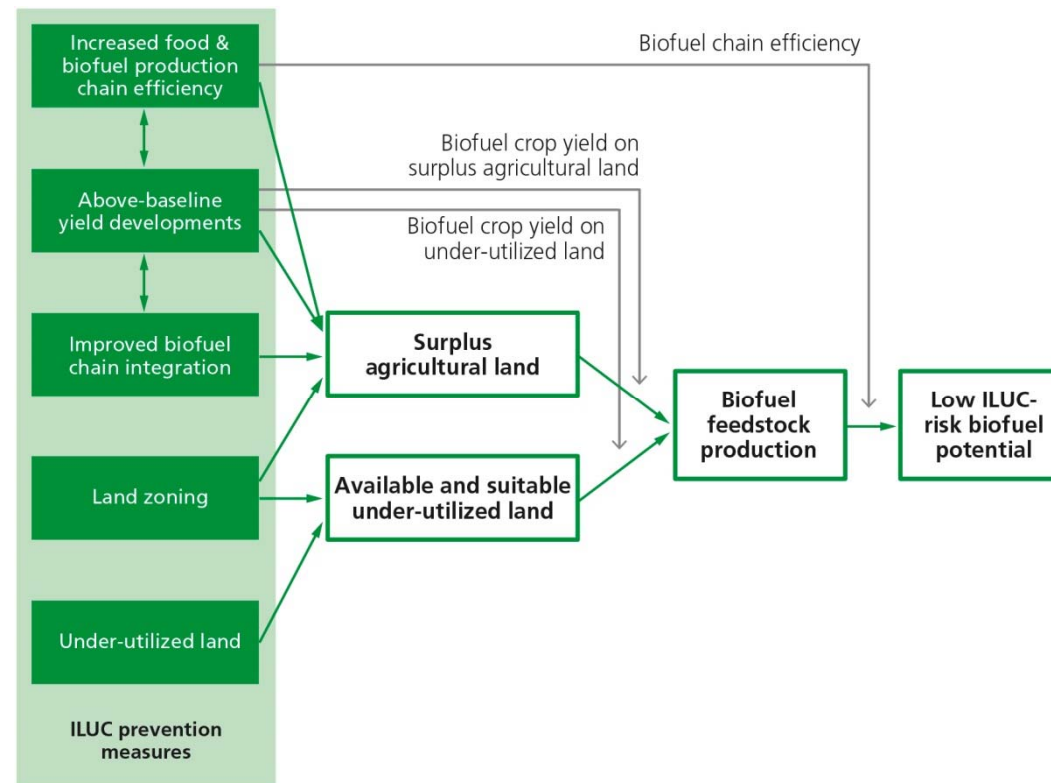 Increased food &
biofuel production
chain efficiency
Biofuel chain efficiency
Biofuel crop yield on
surplus agricultural land
Above-baseline
yield developments
Biofuel crop yield on
under-utilized land
Improved biofuel
chain integration
Surplus
agricultural land
Biofuel
feedstock
production
Low ILUC-
risk biofuel
potential
Land zoning
Available and suitable
under-utilized land
Under-utilized land
ILUC prevention
measures